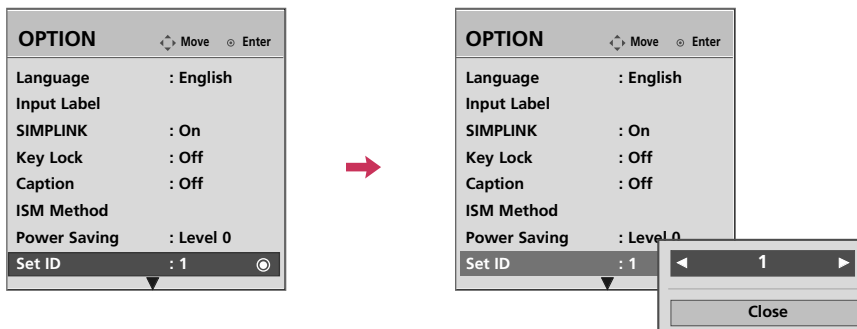 OPTION Move Enter
Language : English
Input Label
SIMPLINK : On
Key Lock : Off
Caption : Off
ISM Method
Power Saving : Level 0
Set ID : 1
OPTION Move Enter
Language : English
Input Label
SIMPLINK : On
Key Lock : Off
Caption : Off
ISM Method
Power Saving : Level 0
Set ID : 1
1
Close